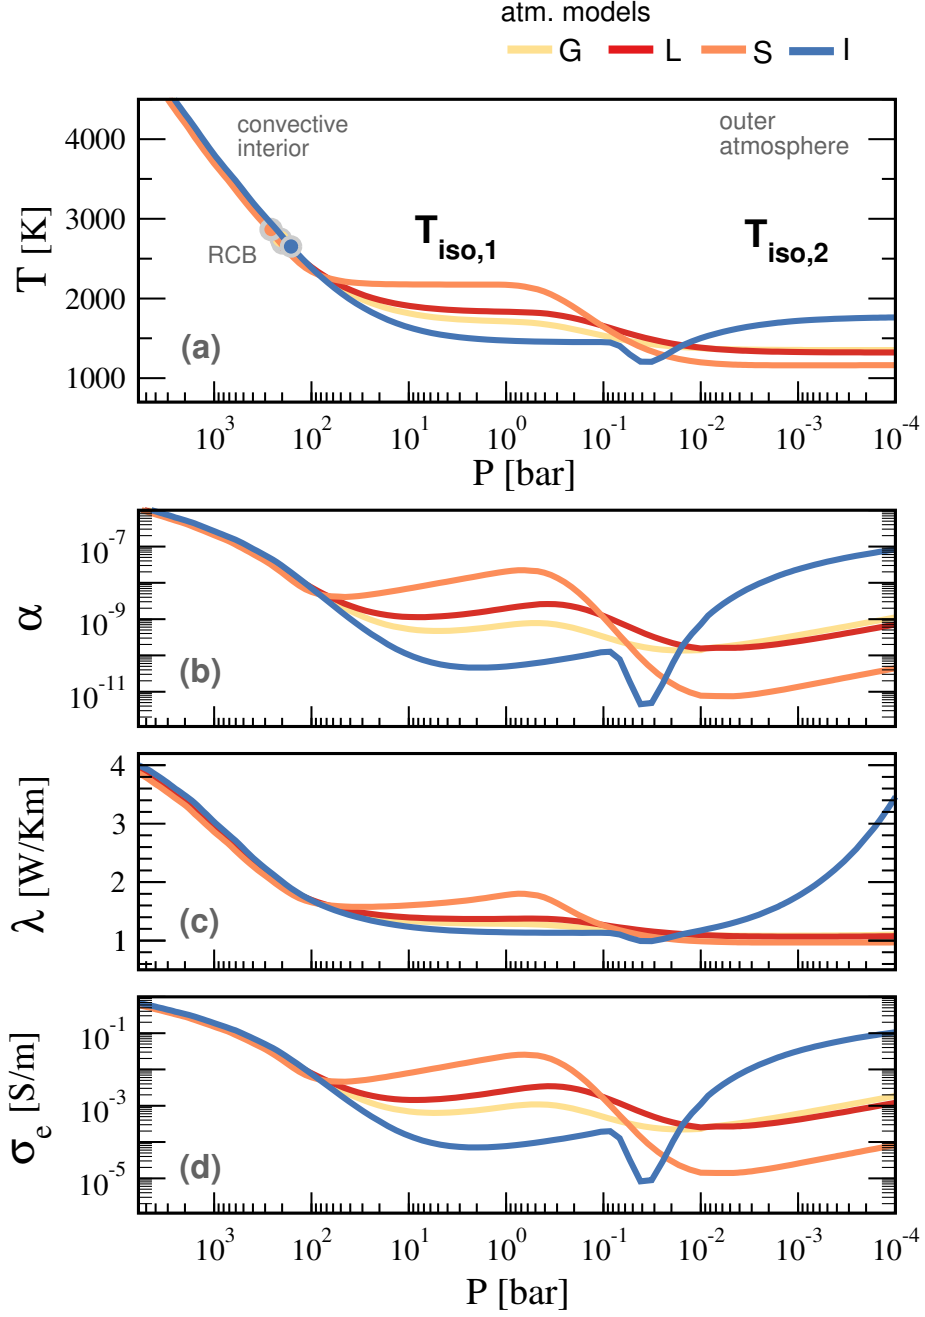 atm. models
G L S I
4000
3000
2000
1000
T [K]
convective
interior
outer
atmosphere
RCB
T_iso,1
T_iso,2
(a)
10^3 10^2 10^1 10^0 10^-1 10^-2 10^-3 10^-4
P [bar]
10^-7
10^-9
10^-11
α
(b)
4
3
2
1
λ [W/Km]
(c)
10^-1
10^-3
10^-5
σ_e [S/m]
(d)
10^3 10^2 10^1 10^0 10^-1 10^-2 10^-3 10^-4
P [bar]